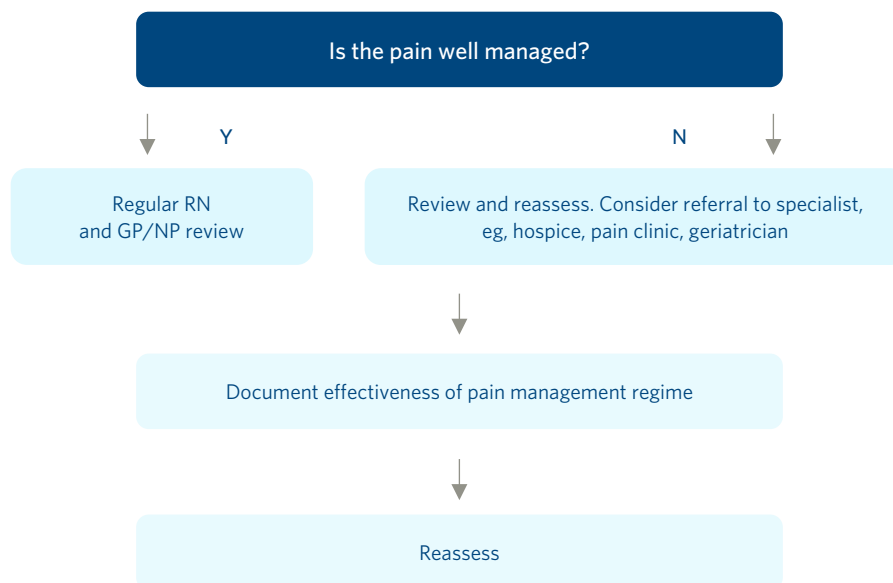 Is the pain well managed?
Y
N
Regular RN
and GP/NP review
Review and reassess. Consider referral to specialist,
eg, hospice, pain clinic, geriatrician
Document effectiveness of pain management regime
Reassess